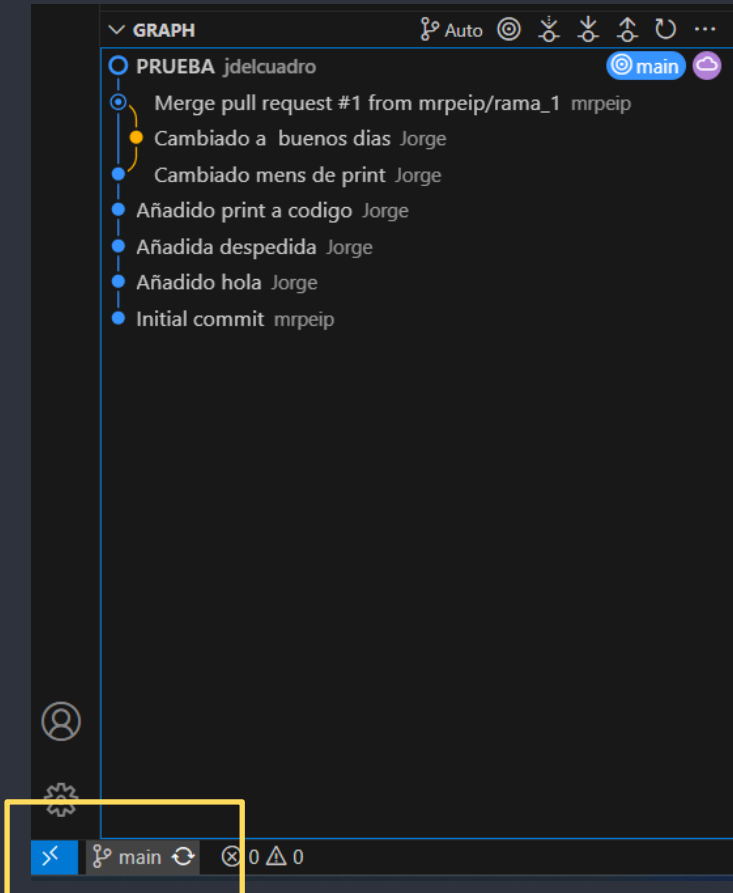 GRAPH Auto
PRUEBA jdelcuadro main
Merge pull request #1 from mrpeip/rama_1 mrpeip
Cambiado a  buenos dias Jorge
Cambiado mens de print Jorge
Añadido print a codigo Jorge
Añadida despedida Jorge
Añadido hola Jorge
Initial commit mrpeip
main 0 0